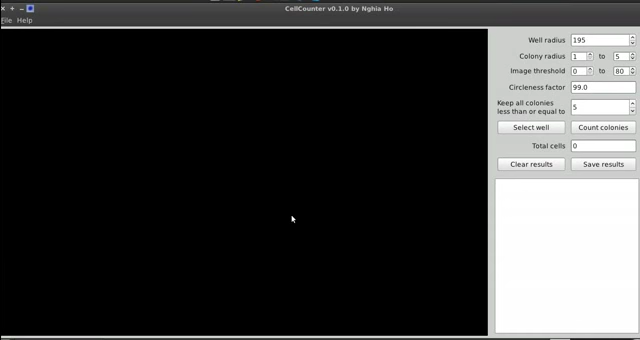 CellCounter v0.1.0 by Nghia Ho
File Help
Well radius 195
Colony radius 1 to 5
Image threshold 0 to 80
Circleness factor 99.0
Keep all colonies
less than or equal to 5
Select well Count colonies
Total cells 0
Clear results Save results